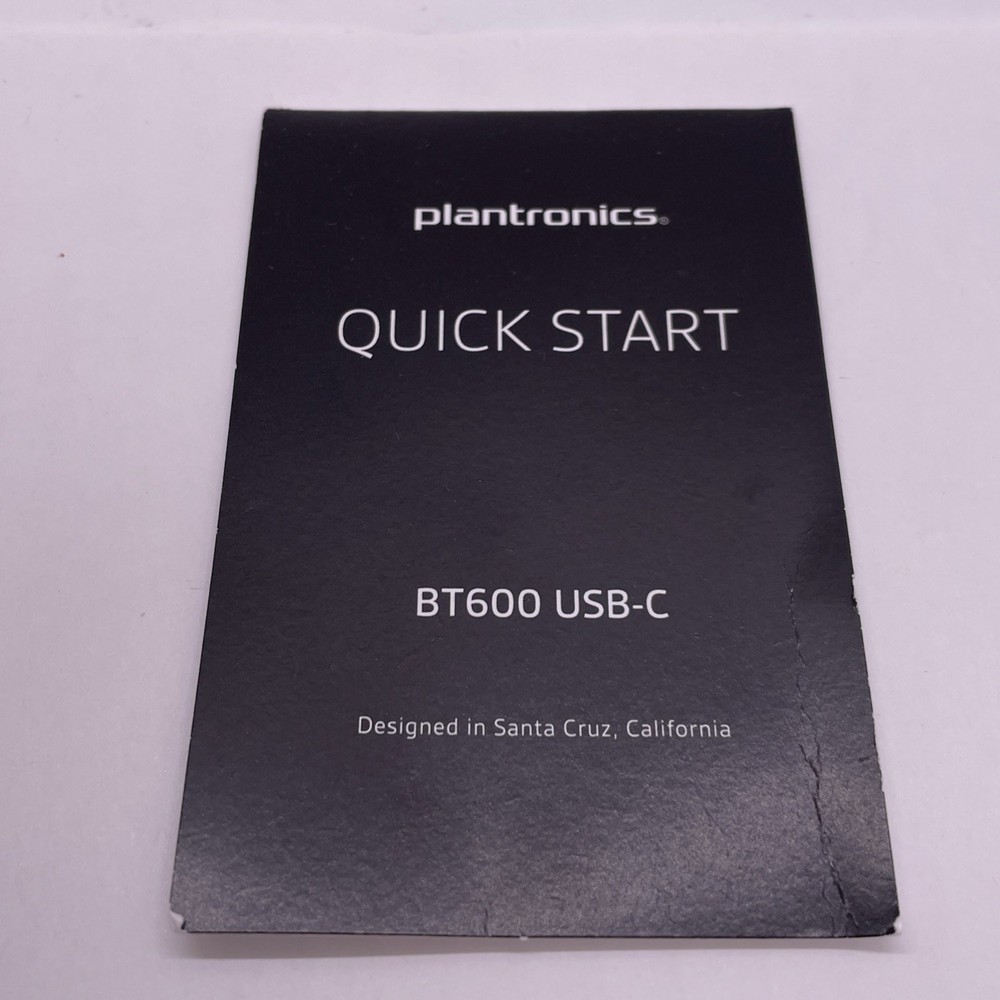 plantronics®
QUICK START
BT600 USB-C
Designed in Santa Cruz, California